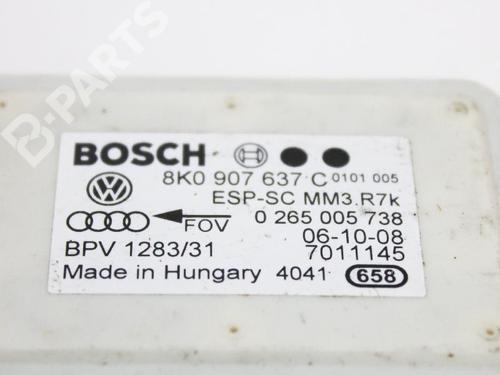 B-PARTS
BOSCH
8K0 907 637 C 0101 005
ESP-SC MM3.R7k
FOV 0 265 005 738
06-10-08
BPV 1283/31 7011145
Made in Hungary 4041 658